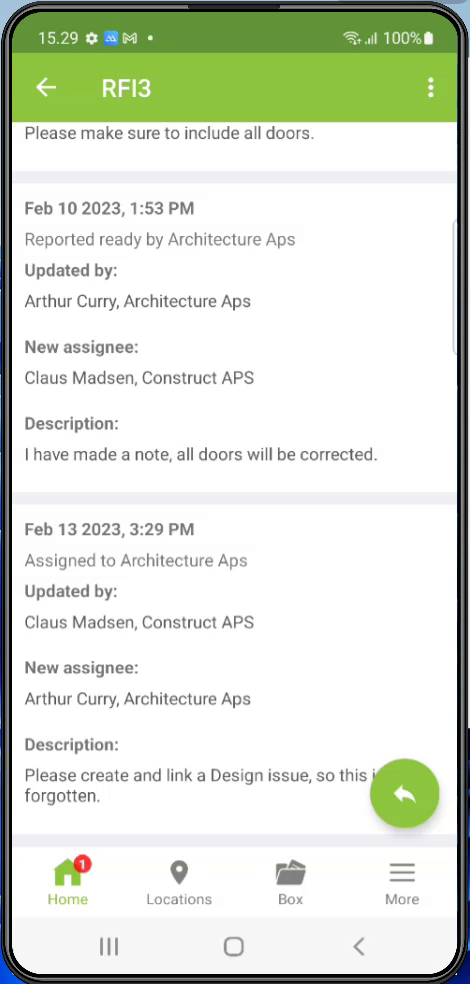 15.29 100%
RFI3
Please make sure to include all doors.
Feb 10 2023, 1:53 PM
Reported ready by Architecture Aps
Updated by:
Arthur Curry, Architecture Aps
New assignee:
Claus Madsen, Construct APS
Description:
I have made a note, all doors will be corrected.
Feb 13 2023, 3:29 PM
Assigned to Architecture Aps
Updated by:
Claus Madsen, Construct APS
New assignee:
Arthur Curry, Architecture Aps
Description:
Please create and link a Design issue, so this
forgotten.
1
Home Locations Box More